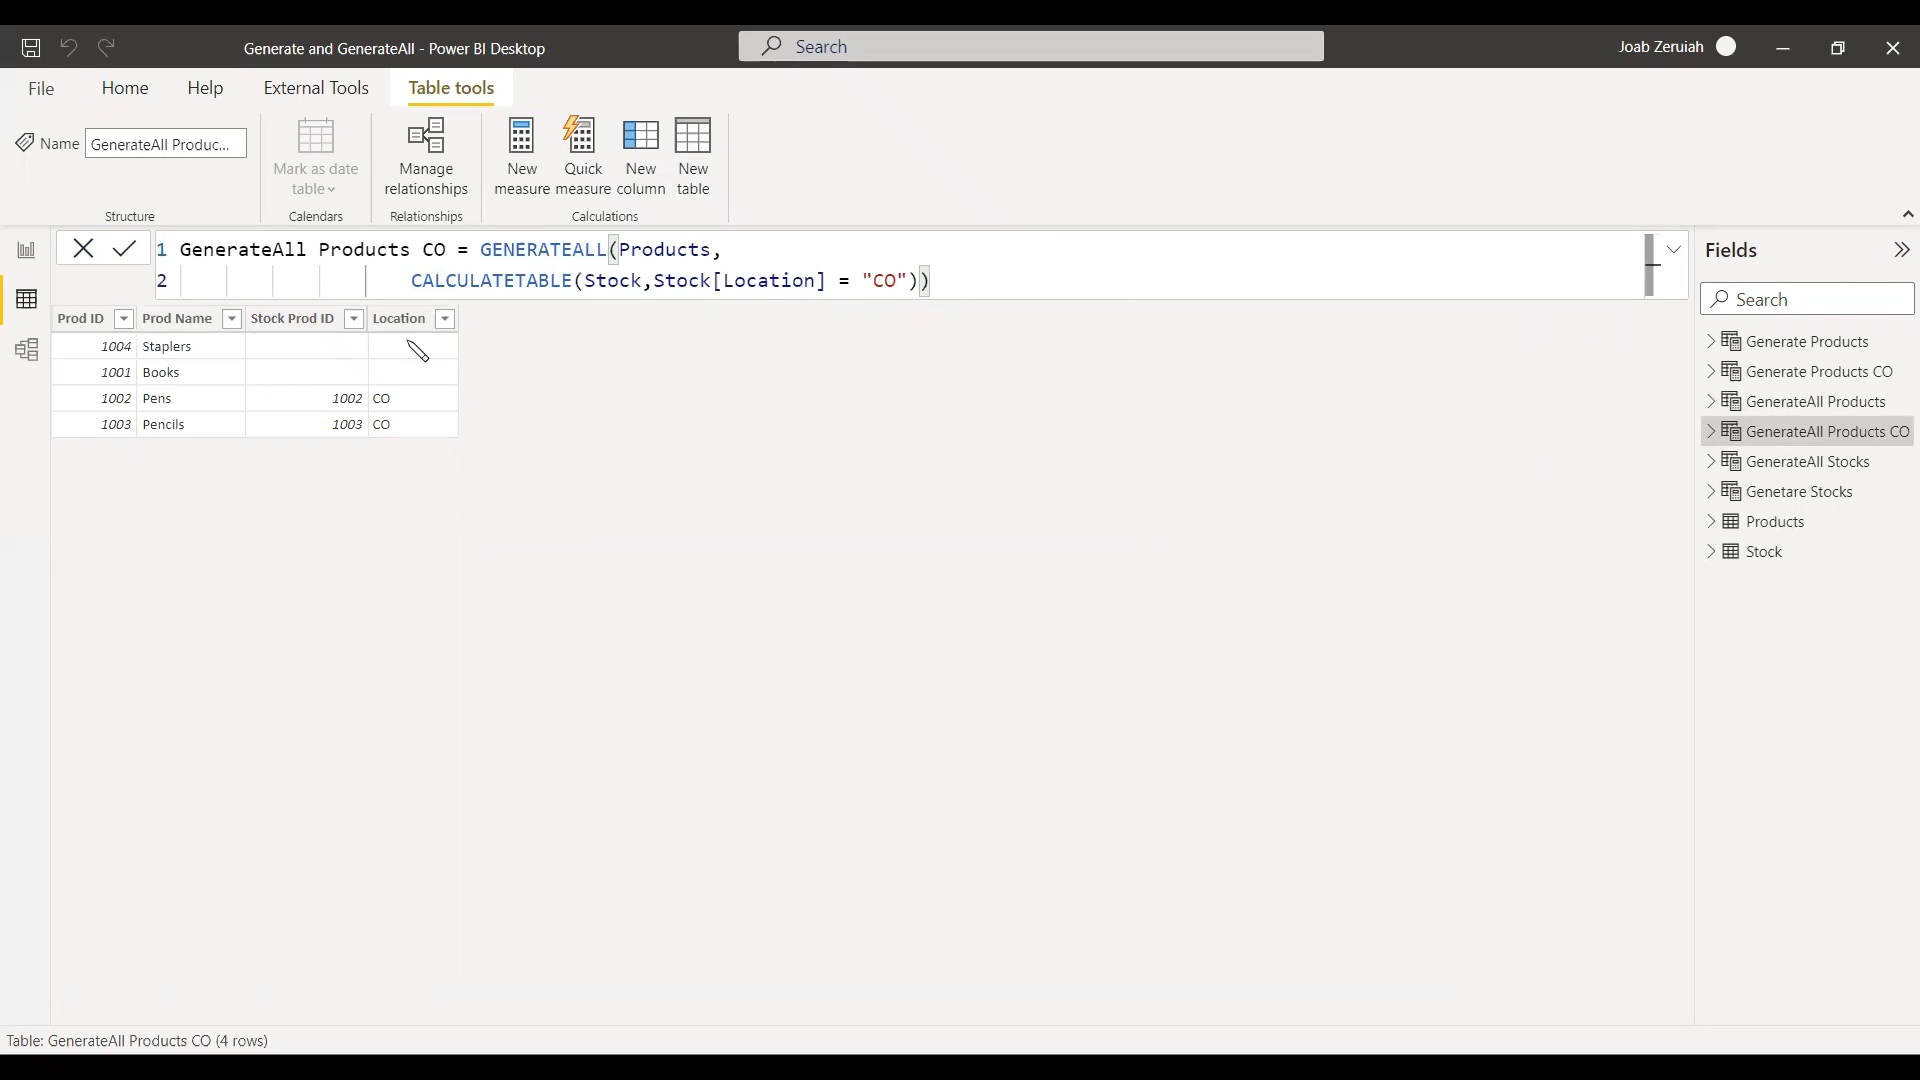 Generate and GenerateAll - Power BI Desktop
Search
Joab Zeruiah
File
Home
Help
External Tools
Table tools
Name
GenerateAll Produc...
Mark as date
table
Manage
relationships
New
measure
Quick
measure
New
column
New
table
Structure
Calendars
Relationships
Calculations
1 GenerateAll Products CO = GENERATEALL(Products,
2 CALCULATETABLE(Stock,Stock[Location] = "CO"))
Prod ID Prod Name Stock Prod ID Location
1004 Staplers
1001 Books
1002 Pens 1002 CO
1003 Pencils 1003 CO
Fields
Search
Generate Products
Generate Products CO
GenerateAll Products
GenerateAll Products CO
GenerateAll Stocks
Genetare Stocks
Products
Stock
Table: GenerateAll Products CO (4 rows)